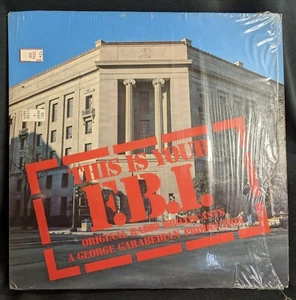 THIS IS YOUR
F.B.I.
ORIGINAL RADIO BROADCASTS
A GEORGE GARABEDIAN PRODUCTION